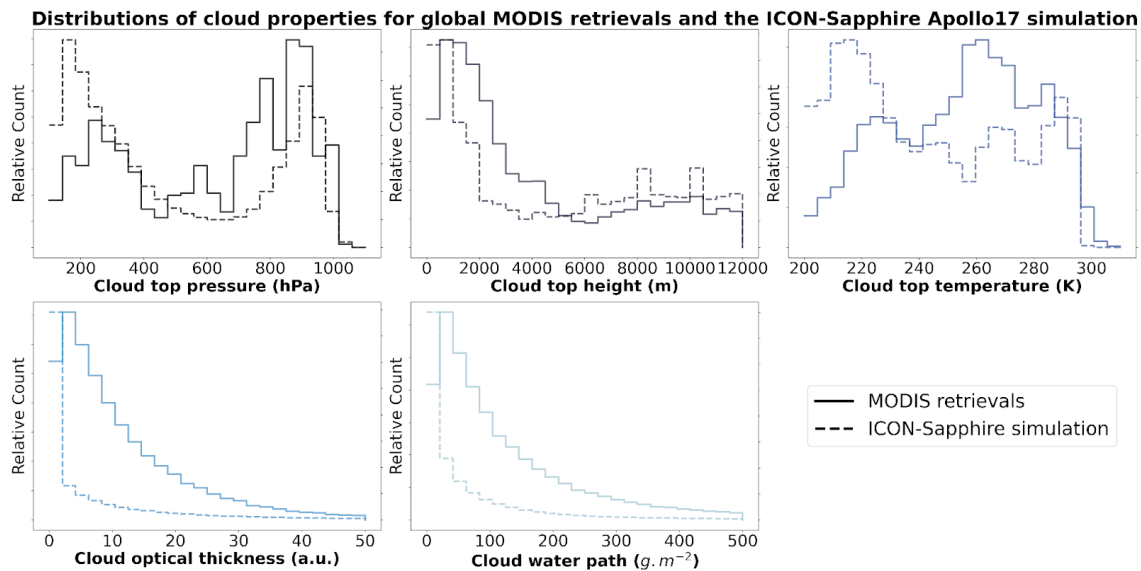 Distributions of cloud properties for global MODIS retrievals and the ICON-Sapphire Apollo17 simulation
Relative Count
200 400 600 800 1000
Cloud top pressure (hPa)
Relative Count
0 2000 4000 6000 8000 10000 12000
Cloud top height (m)
Relative Count
200 220 240 260 280 300
Cloud top temperature (K)
Relative Count
0 10 20 30 40 50
Cloud optical thickness (a.u.)
Relative Count
0 100 200 300 400 500
Cloud water path (g.m⁻²)
MODIS retrievals
ICON-Sapphire simulation